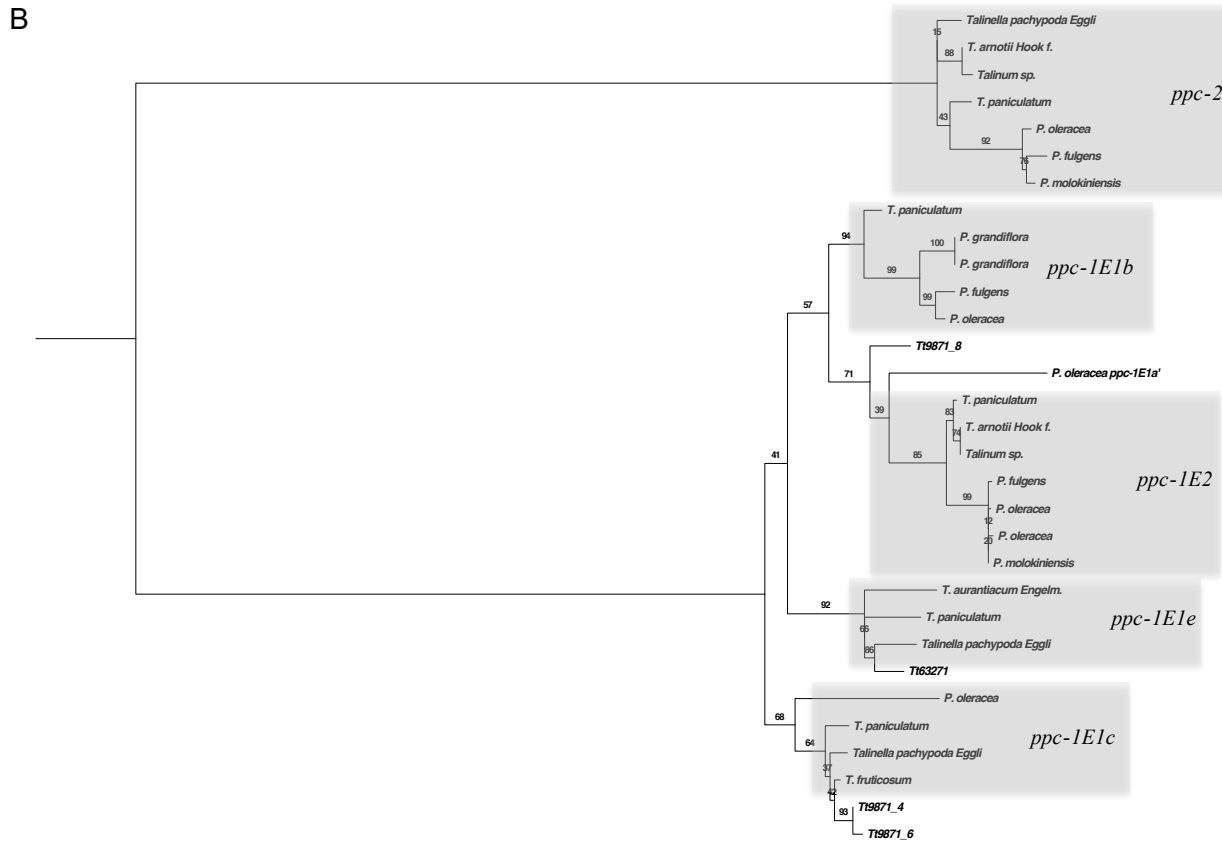 B
Talinella pachypoda Eggli
15
T. arnotii Hook f.
88
Talinum sp.
ppc-2
T. paniculatum
43
P. oleracea
92
P. fulgens
76
P. molokiniensis
T. paniculatum
94
P. grandiflora
100
P. grandiflora
ppc-1E1b
99
P. fulgens
99
57
P. oleracea
Tt9871_8
71
P. oleracea ppc-1E1a'
T. paniculatum
39
83
T. arnotii Hook f.
74
Talinum sp.
41
85
ppc-1E2
P. fulgens
99
P. oleracea
12
P. oleracea
20
P. molokiniensis
T. aurantiacum Engelm.
92
T. paniculatum
ppc-1E1e
66
Talinella pachypoda Eggli
86
Tt63271
P. oleracea
68
T. paniculatum
ppc-1E1c
64
Talinella pachypoda Eggli
37
T. fruticosum
42
Tt9871_4
93
Tt9871_6